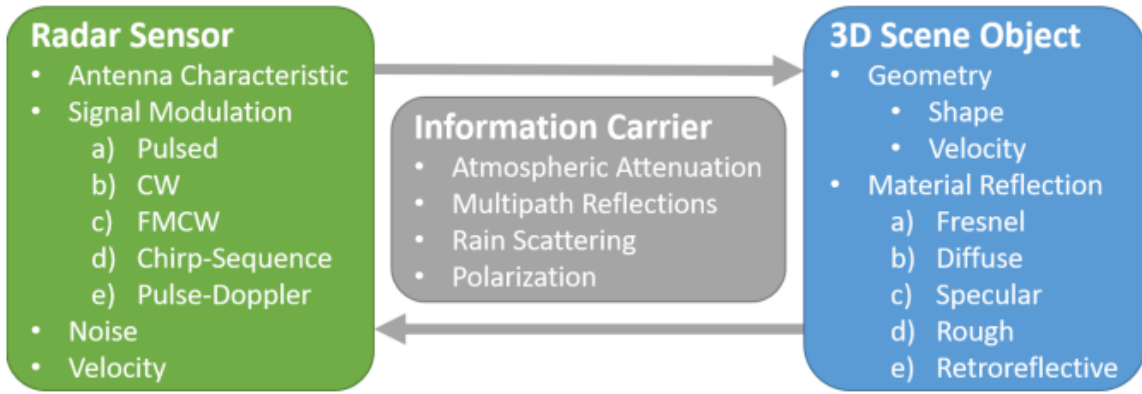 Radar Sensor
• Antenna Characteristic
• Signal Modulation
a) Pulsed
b) CW
c) FMCW
d) Chirp-Sequence
e) Pulse-Doppler
• Noise
• Velocity
Information Carrier
• Atmospheric Attenuation
• Multipath Reflections
• Rain Scattering
• Polarization
3D Scene Object
• Geometry
• Shape
• Velocity
• Material Reflection
a) Fresnel
b) Diffuse
c) Specular
d) Rough
e) Retroreflective